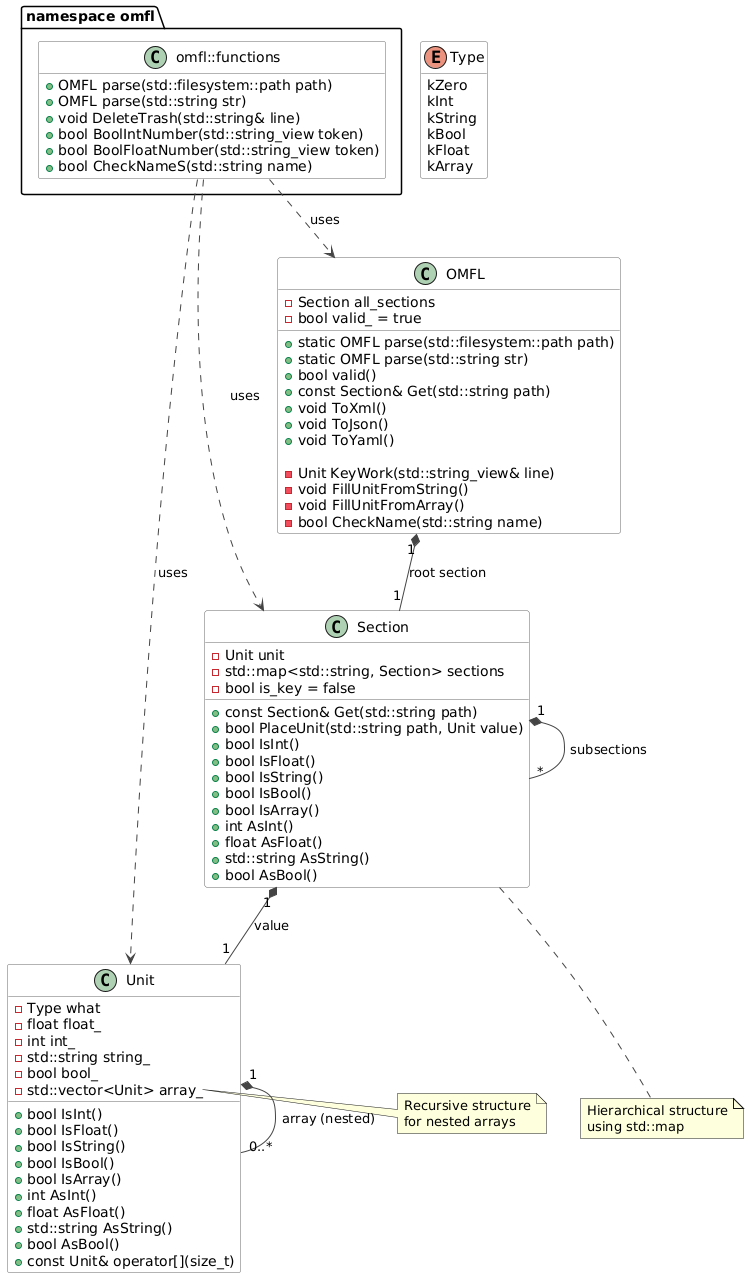 namespace omfl
C omfl::functions
OMFL parse(std::filesystem::path path)
OMFL parse(std::string str)
void DeleteTrash(std::string& line)
bool BoolIntNumber(std::string_view token)
bool BoolFloatNumber(std::string_view token)
bool CheckNameS(std::string name)
E Type
kZero
kInt
kString
kBool
kFloat
kArray
uses
C OMFL
Section all_sections
bool valid_ = true
static OMFL parse(std::filesystem::path path)
static OMFL parse(std::string str)
bool valid()
const Section& Get(std::string path)
void ToXml()
void ToJson()
void ToYaml()
Unit KeyWork(std::string_view& line)
void FillUnitFromString()
void FillUnitFromArray()
bool CheckName(std::string name)
uses
uses
1
root section
1
C Section
Unit unit
std::map<std::string, Section> sections
bool is_key = false
const Section& Get(std::string path)
bool PlaceUnit(std::string path, Unit value)
bool IsInt()
bool IsFloat()
bool IsString()
bool IsBool()
bool IsArray()
int AsInt()
float AsFloat()
std::string AsString()
bool AsBool()
1
subsections
*
1
value
1
C Unit
Type what
float float_
int int_
std::string string_
bool bool_
std::vector<Unit> array_
bool IsInt()
bool IsFloat()
bool IsString()
bool IsBool()
bool IsArray()
int AsInt()
float AsFloat()
std::string AsString()
bool AsBool()
const Unit& operator[](size_t)
1
array (nested)
0..*
Recursive structure
for nested arrays
Hierarchical structure
using std::map